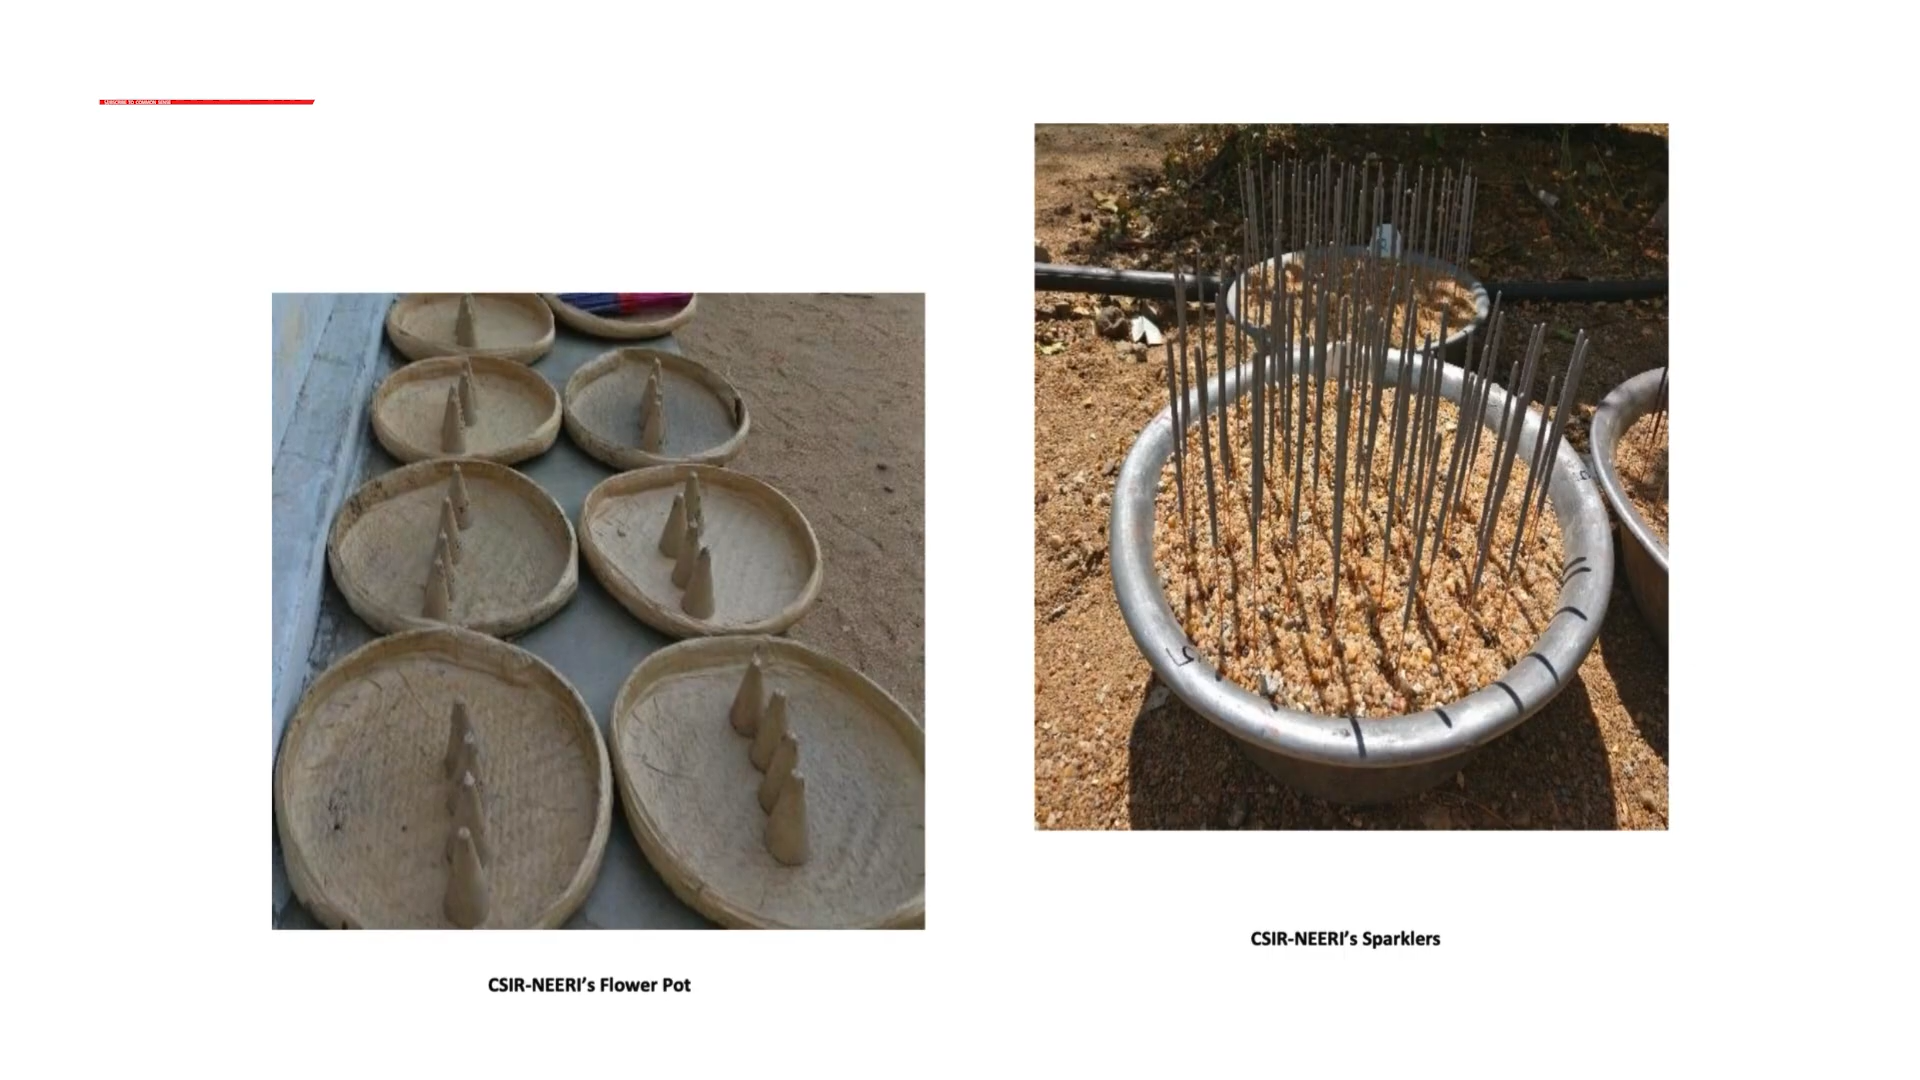 SUBSCRIBE TO COMMON SENSE
CSIR-NEERI’s Sparklers
CSIR-NEERI’s Flower Pot